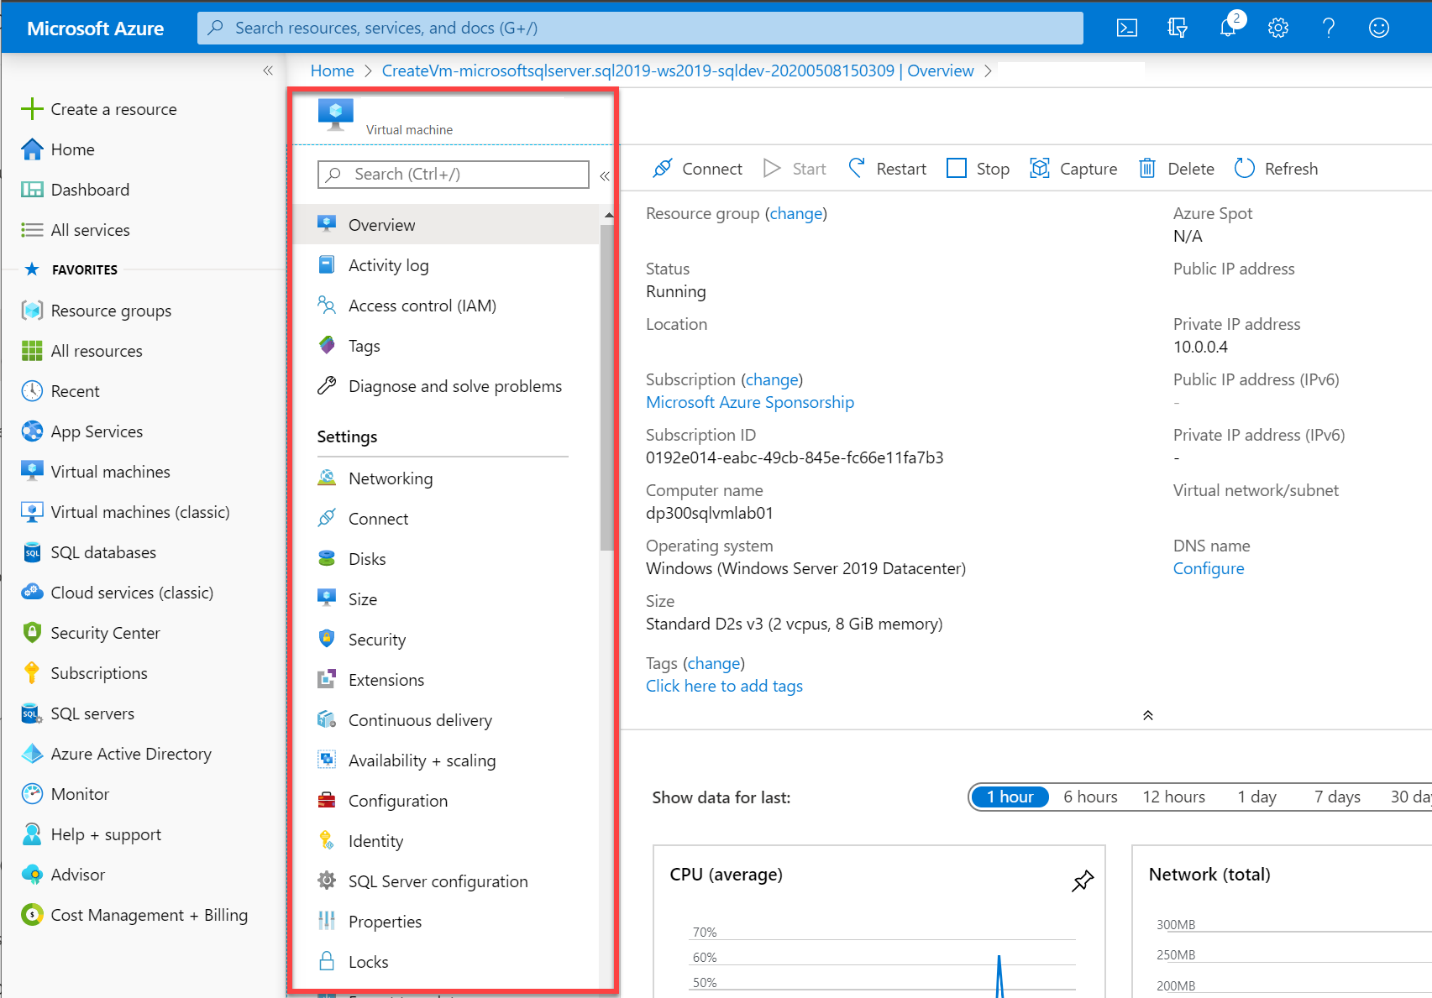 Microsoft Azure
Search resources, services, and docs (G+/)
2
Home > CreateVm-microsoftsqlserver.sql2019-ws2019-sqldev-20200508150309 | Overview >
Create a resource
Home
Dashboard
All services
FAVORITES
Resource groups
All resources
Recent
App Services
Virtual machines
Virtual machines (classic)
SQL databases
Cloud services (classic)
Security Center
Subscriptions
SQL servers
Azure Active Directory
Monitor
Help + support
Advisor
Cost Management + Billing
Virtual machine
Search (Ctrl+/)
Overview
Activity log
Access control (IAM)
Tags
Diagnose and solve problems
Settings
Networking
Connect
Disks
Size
Security
Extensions
Continuous delivery
Availability + scaling
Configuration
Identity
SQL Server configuration
Properties
Locks
Connect Start Restart Stop Capture Delete Refresh
Resource group (change)
Status
Running
Location
Subscription (change)
Microsoft Azure Sponsorship
Subscription ID
0192e014-eabc-49cb-845e-fc66e11fa7b3
Computer name
dp300sqlvmlab01
Operating system
Windows (Windows Server 2019 Datacenter)
Size
Standard D2s v3 (2 vcpus, 8 GiB memory)
Tags (change)
Click here to add tags
Azure Spot
N/A
Public IP address
Private IP address
10.0.0.4
Public IP address (IPv6)
-
Private IP address (IPv6)
-
Virtual network/subnet
DNS name
Configure
Show data for last:
1 hour 6 hours 12 hours 1 day 7 days 30
CPU (average)
70%
60%
50%
Network (total)
300MB
250MB
200MB